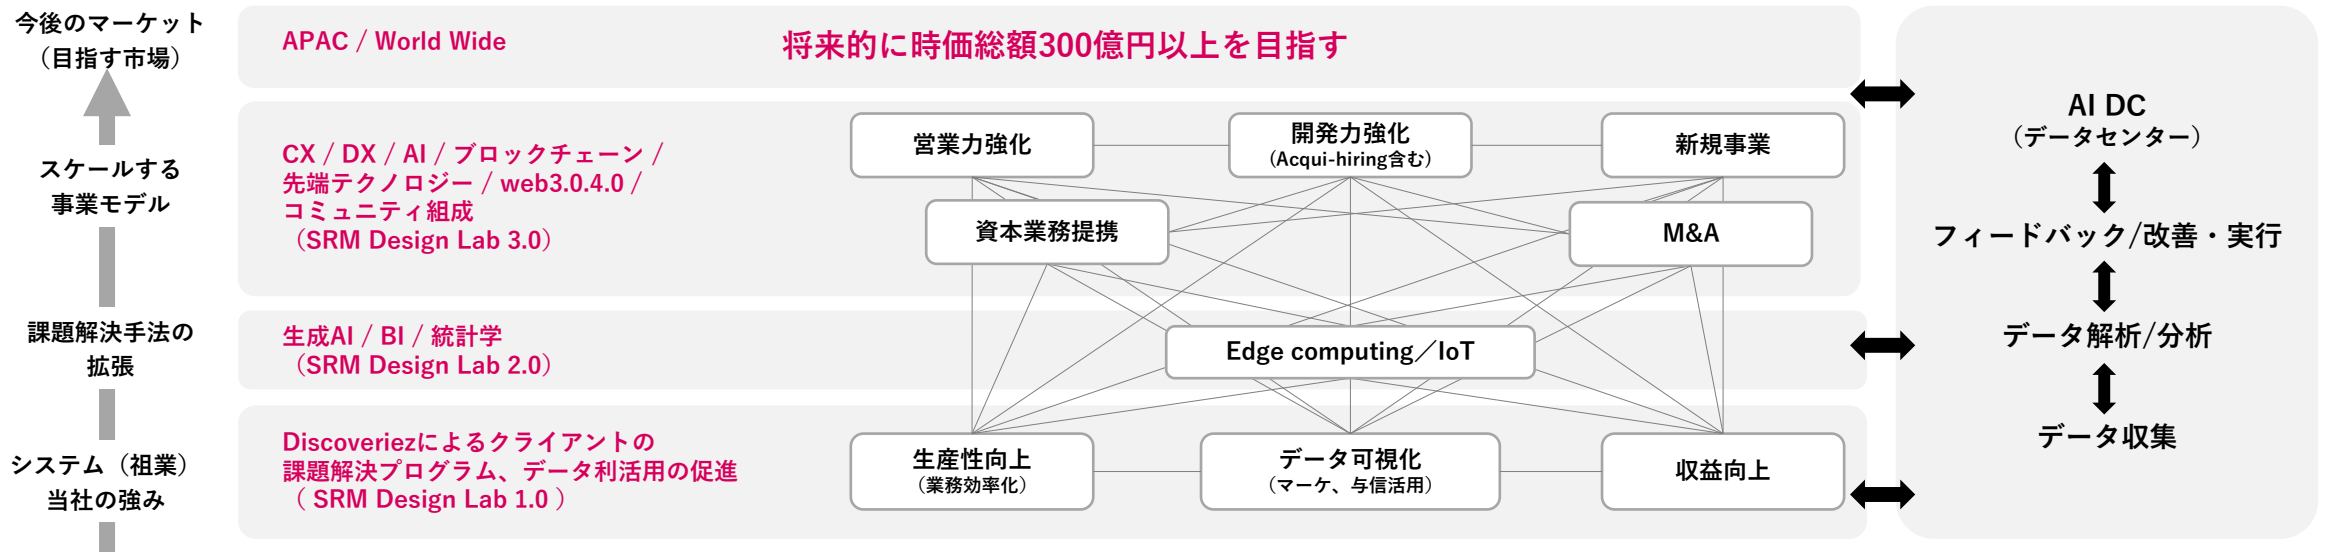 今後のマーケット
（目指す市場）
APAC / World Wide
将来的に時価総額300億円以上を目指す
スケールする
事業モデル
CX / DX / AI / ブロックチェーン /
先端テクノロジー / web3.0.4.0 /
コミュニティ組成
（SRM Design Lab 3.0）
営業力強化
開発力強化
（Acqui-hiring含む）
新規事業
資本業務提携
M&A
課題解決手法の
拡張
生成AI / BI / 統計学
（SRM Design Lab 2.0）
Edge computing／IoT
システム（祖業）
当社の強み
Discoveriezによるクライアントの
課題解決プログラム、データ利活用の促進
（ SRM Design Lab 1.0 ）
生産性向上
（業務効率化）
データ可視化
（マーケ、与信活用）
収益向上
AI DC
（データセンター）
フィードバック/改善・実行
データ解析/分析
データ収集